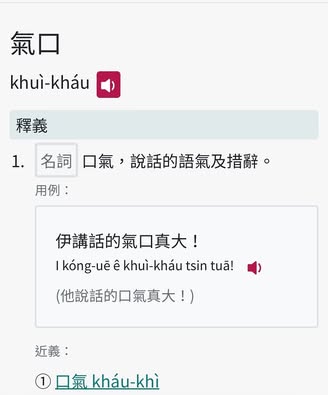 氣口
khuì-kháu
釋義
1. 名詞 口氣，說話的語氣及措辭。
用例：
伊講話的氣口真大！
I kóng-uē ê khuì-kháu tsin tuā!
(他說話的口氣真大！)
近義：
① 口氣 kháu-khì